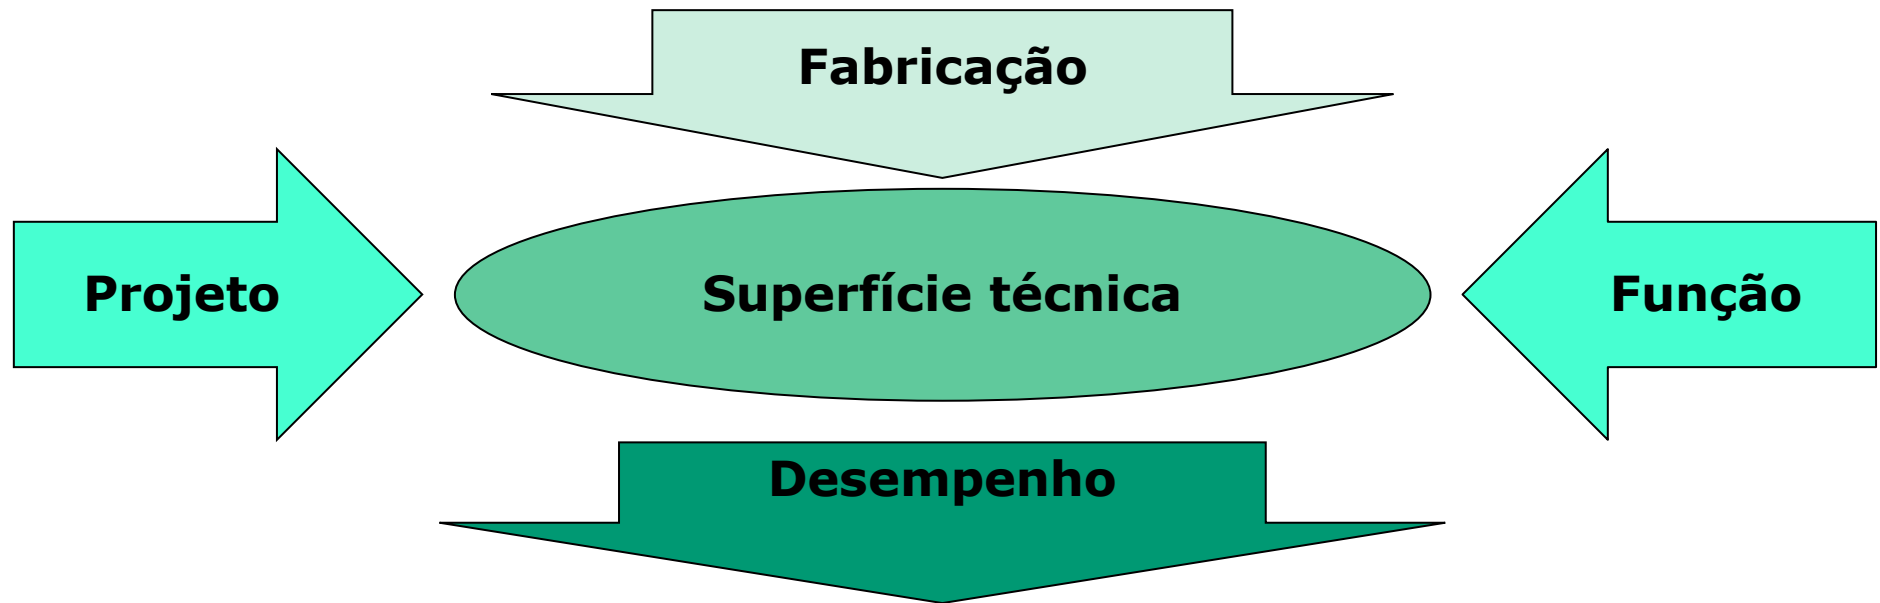 Fabricação
Projeto
Superfície técnica
Função
Desempenho